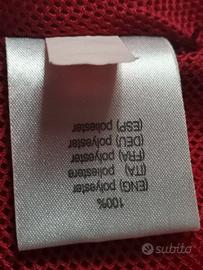 100%
(ENG) polyester
(ITA) poliestere
(FRA) polyester
(DEU) polyester
(ESP) poliester
subito